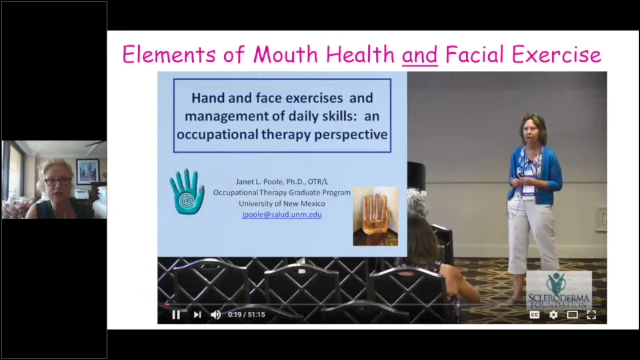 Elements of Mouth Health and Facial Exercise
Hand and face exercises and
management of daily skills: an
occupational therapy perspective
Janet L. Poole, Ph.D., OTR/L
Occupational Therapy Graduate Program
University of New Mexico
jpoole@salud.unm.edu
SCLERODERMA
FOUNDATION
0:19 / 51:15
CC